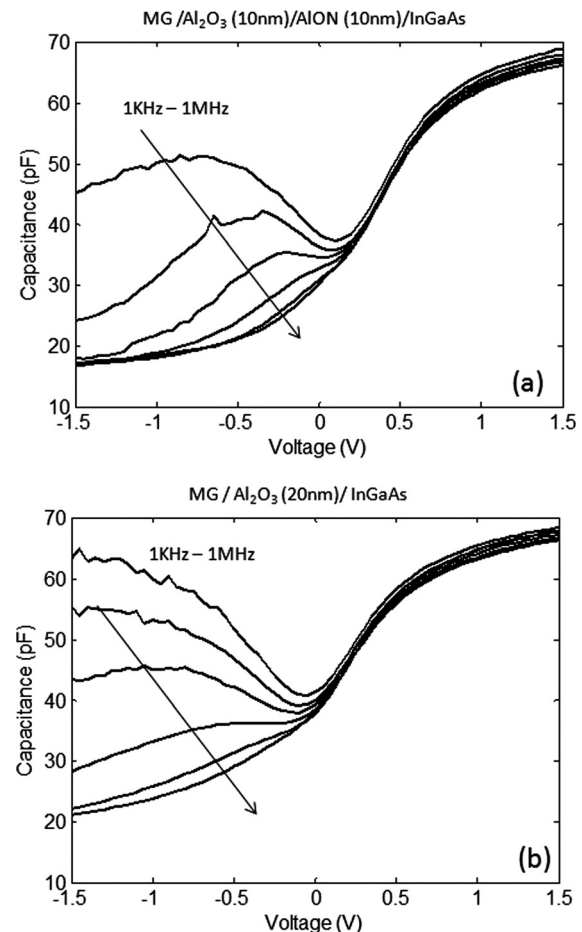 MG /Al₂O₃ (10nm)/AlON (10nm)/InGaAs
70
60
50
40
30
20
10
Capacitance (pF)
1KHz – 1MHz
(a)
-1.5 -1 -0.5 0 0.5 1 1.5
Voltage (V)
MG / Al₂O₃ (20nm)/ InGaAs
70
60
50
40
30
20
10
Capacitance (pF)
1KHz – 1MHz
(b)
-1.5 -1 -0.5 0 0.5 1 1.5
Voltage (V)